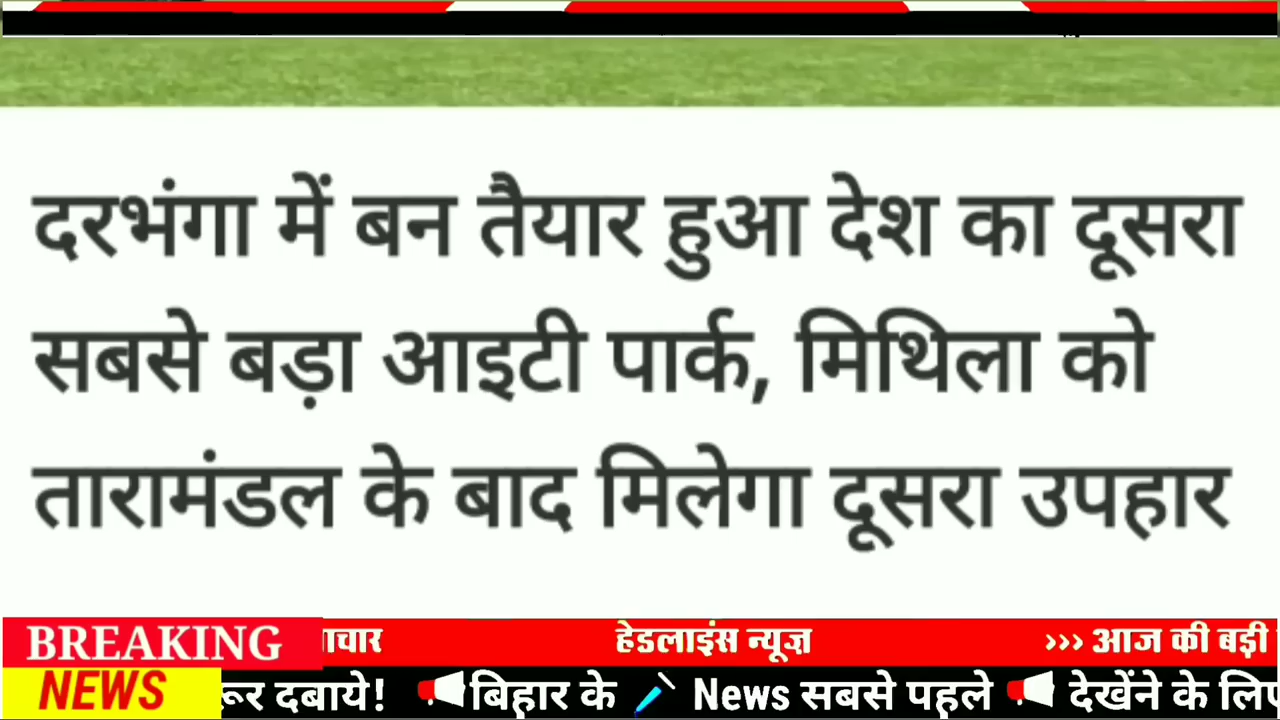 दरभंगा में बन तैयार हुआ देश का दूसरा
सबसे बड़ा आइटी पार्क, मिथिला को
तारामंडल के बाद मिलेगा दूसरा उपहार
BREAKING
NEWS
हेडलाइंस न्यूज़ ››› आज की बड़ी
दबाये! बिहार के News सबसे पहले देखेंने के